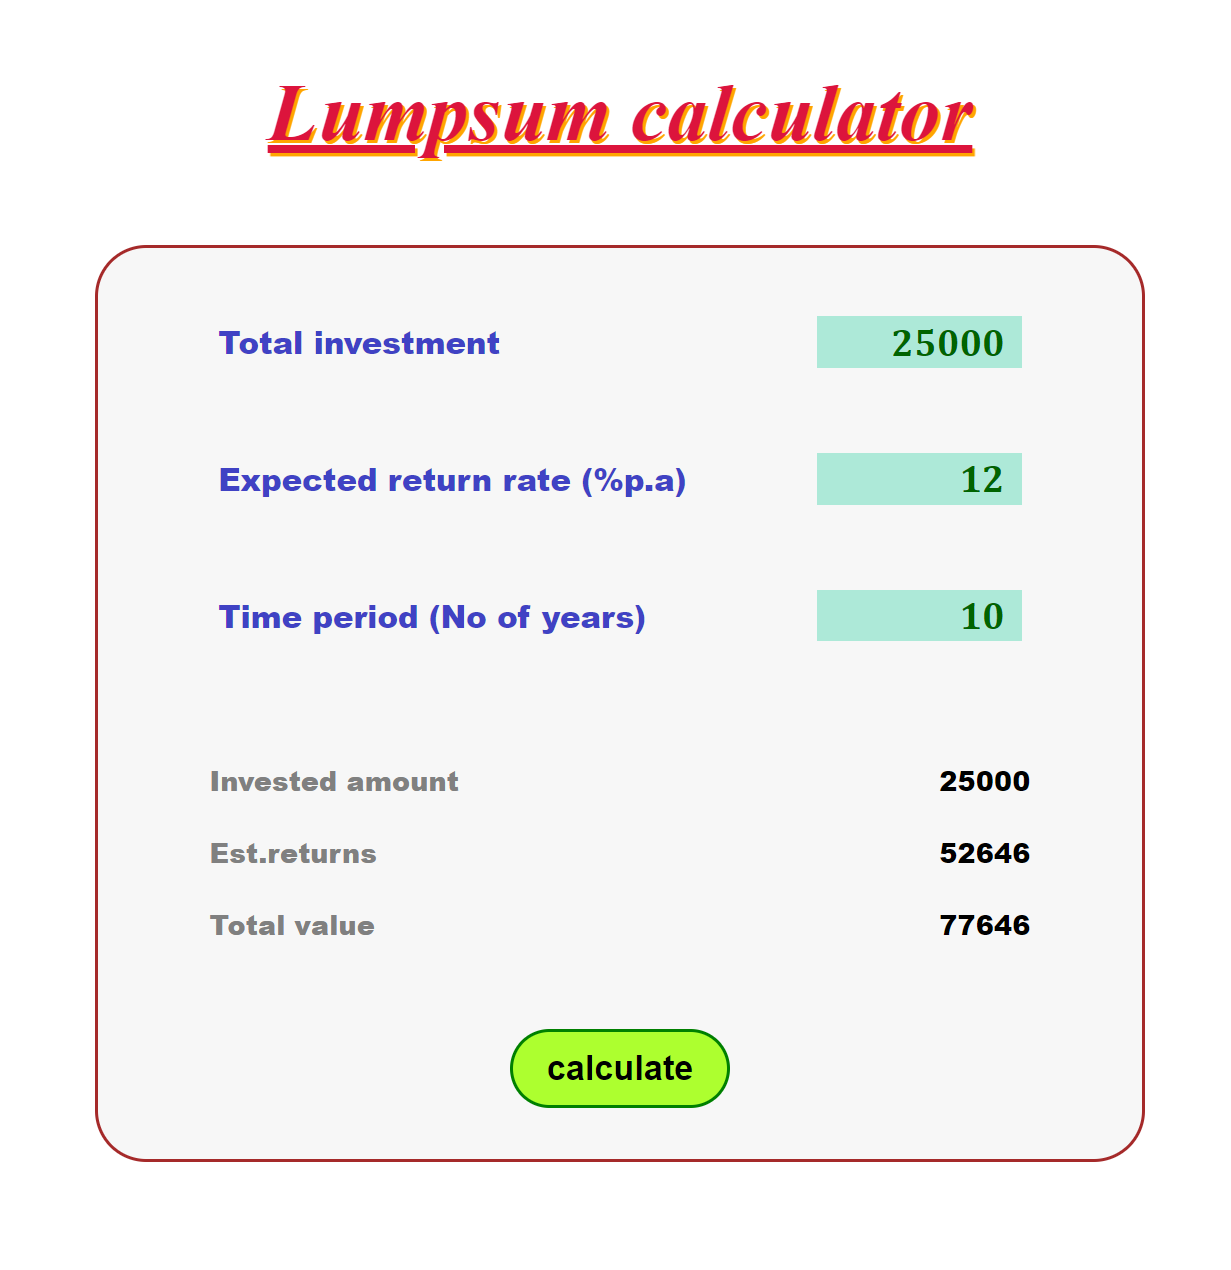 Lumpsum calculator
Total investment 25000
Expected return rate (%p.a) 12
Time period (No of years) 10
Invested amount 25000
Est.returns 52646
Total value 77646
calculate